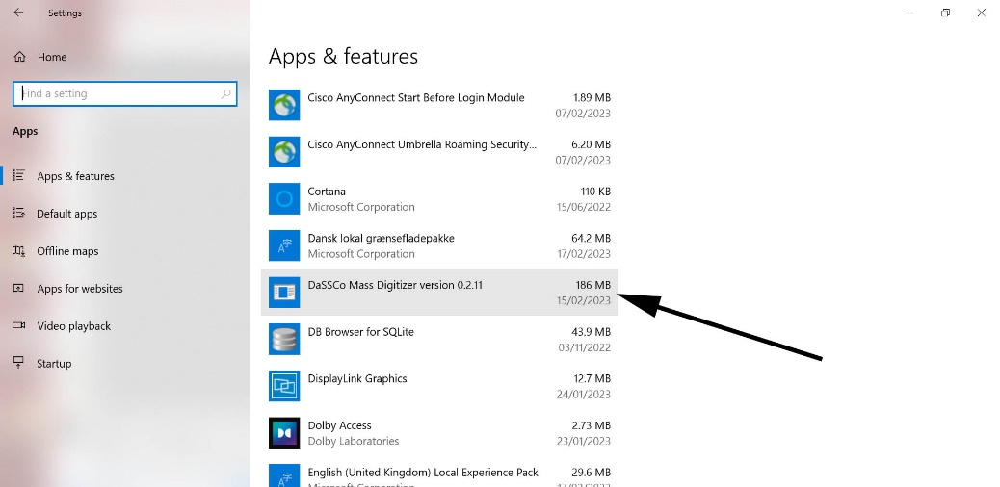 Settings
Home
Find a setting
Apps
Apps & features
Default apps
Offline maps
Apps for websites
Video playback
Startup
Apps & features
Cisco AnyConnect Start Before Login Module 1.89 MB
07/02/2023
Cisco AnyConnect Umbrella Roaming Security... 6.20 MB
07/02/2023
Cortana 110 KB
Microsoft Corporation 15/06/2022
Dansk lokal grænsefladepakke 64.2 MB
Microsoft Corporation 17/02/2023
DaSSCo Mass Digitizer version 0.2.11 186 MB
15/02/2023
DB Browser for SQLite 43.9 MB
03/11/2022
DisplayLink Graphics 12.7 MB
24/01/2023
Dolby Access 2.73 MB
Dolby Laboratories 23/01/2023
English (United Kingdom) Local Experience Pack 29.6 MB